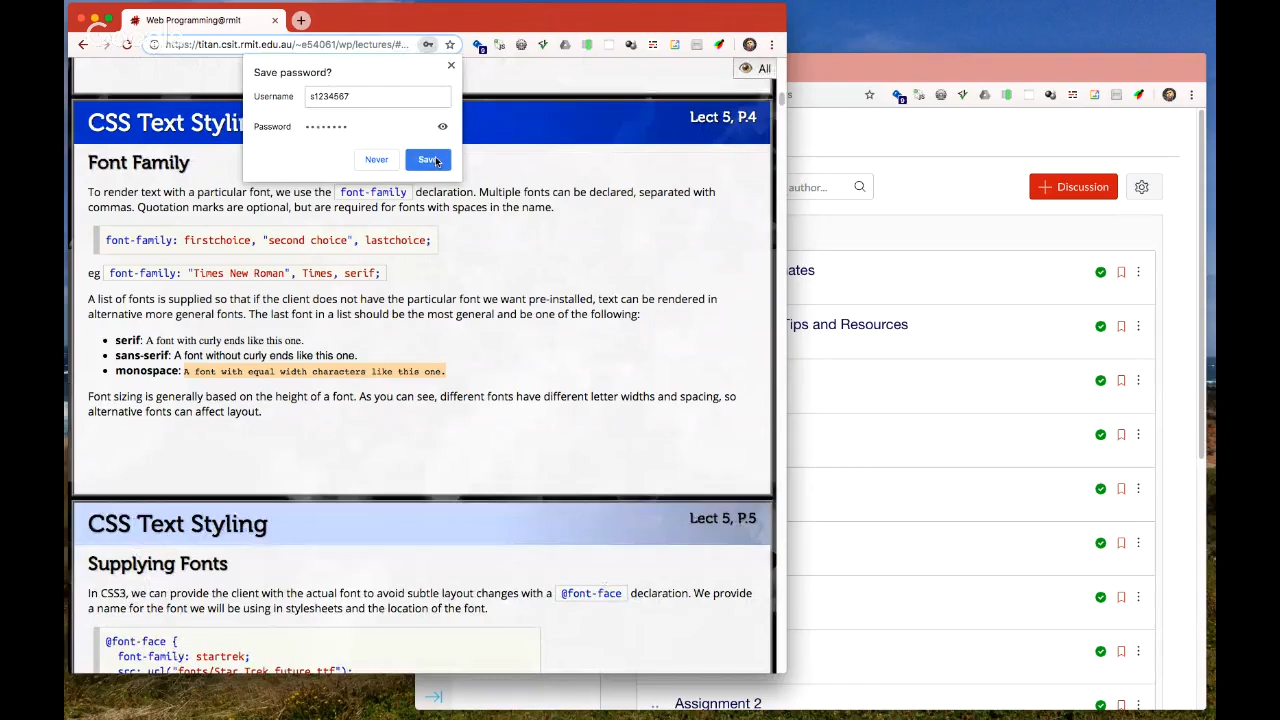 Web Programming@rmit
https://titan.csit.rmit.edu.au/~e54061/wp/lectures/#...
Save password?
Username s1234567
Password ••••••••
Never Save
All
CSS Text Styli
Lect 5, P.4
Font Family
To render text with a particular font, we use the font-family declaration. Multiple fonts can be declared, separated with
commas. Quotation marks are optional, but are required for fonts with spaces in the name.
font-family: firstchoice, "second choice", lastchoice;
eg font-family: "Times New Roman", Times, serif;
A list of fonts is supplied so that if the client does not have the particular font we want pre-installed, text can be rendered in
alternative more general fonts. The last font in a list should be the most general and be one of the following:
• serif: A font with curly ends like this one.
• sans-serif: A font without curly ends like this one.
• monospace: A font with equal width characters like this one.
Font sizing is generally based on the height of a font. As you can see, different fonts have different letter widths and spacing, so
alternative fonts can affect layout.
CSS Text Styling
Lect 5, P.5
Supplying Fonts
In CSS3, we can provide the client with the actual font to avoid subtle layout changes with a @font-face declaration. We provide
a name for the font we will be using in stylesheets and the location of the font.
@font-face {
font-family: startrek;
src: url("fonts/Star Trek future ttf");
s
author...
Discussion
ates
Tips and Resources
Assignment 2